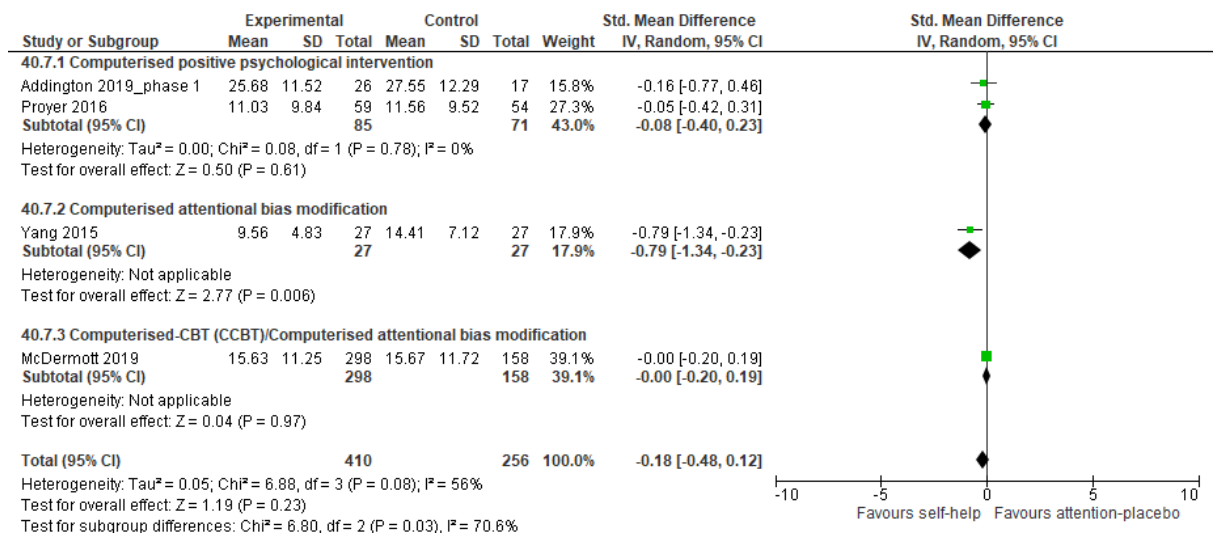 Experimental Control Std. Mean Difference Std. Mean Difference
Study or Subgroup Mean SD Total Mean SD Total Weight IV, Random, 95% CI IV, Random, 95% CI
40.7.1 Computerised positive psychological intervention
Addington 2019_phase 1 25.68 11.52 26 27.55 12.29 17 15.8% -0.16 [-0.77, 0.46]
Proyer 2016 11.03 9.84 59 11.56 9.52 54 27.3% -0.05 [-0.42, 0.31]
Subtotal (95% CI) 85 71 43.0% -0.08 [-0.40, 0.23]
Heterogeneity: Tau² = 0.00; Chi² = 0.08, df = 1 (P = 0.78); I² = 0%
Test for overall effect: Z = 0.50 (P = 0.61)
40.7.2 Computerised attentional bias modification
Yang 2015 9.56 4.83 27 14.41 7.12 27 17.9% -0.79 [-1.34, -0.23]
Subtotal (95% CI) 27 27 17.9% -0.79 [-1.34, -0.23]
Heterogeneity: Not applicable
Test for overall effect: Z = 2.77 (P = 0.006)
40.7.3 Computerised-CBT (CCBT)/Computerised attentional bias modification
McDermott 2019 15.63 11.25 298 15.67 11.72 158 39.1% -0.00 [-0.20, 0.19]
Subtotal (95% CI) 298 158 39.1% -0.00 [-0.20, 0.19]
Heterogeneity: Not applicable
Test for overall effect: Z = 0.04 (P = 0.97)
Total (95% CI) 410 256 100.0% -0.18 [-0.48, 0.12]
Heterogeneity: Tau² = 0.05; Chi² = 6.88, df = 3 (P = 0.08); I² = 56%
Test for overall effect: Z = 1.19 (P = 0.23)
Test for subgroup differences: Chi² = 6.80, df = 2 (P = 0.03), I² = 70.6%
-10 -5 0 5 10
Favours self-help Favours attention-placebo